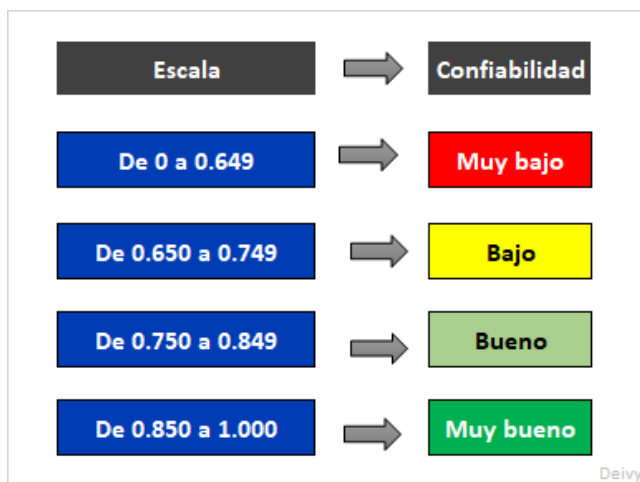 Escala
Confiabilidad
De 0 a 0.649
Muy bajo
De 0.650 a 0.749
Bajo
De 0.750 a 0.849
Bueno
De 0.850 a 1.000
Muy bueno
Deivy